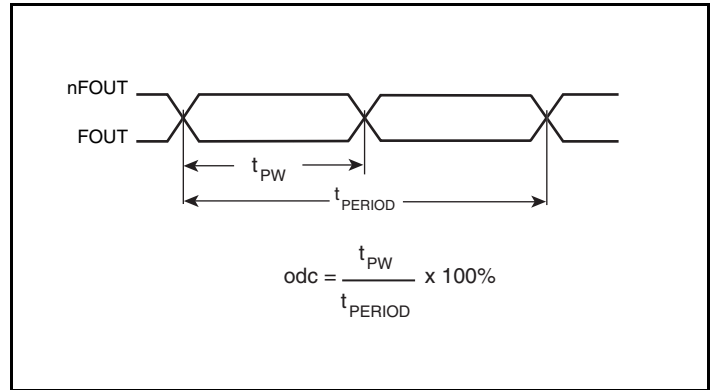 nFOUT
FOUT
tPW
tPERIOD
odc = tPW / tPERIOD x 100%